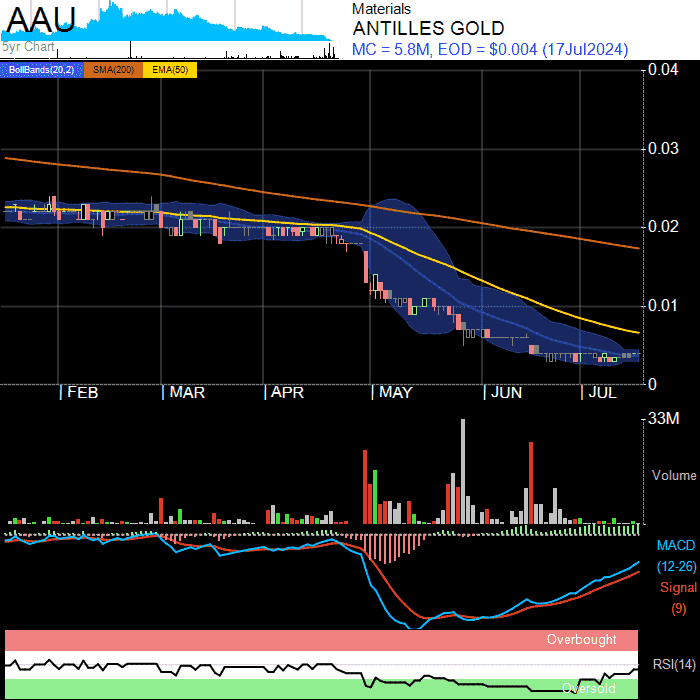 AAU
Materials
ANTILLES GOLD
5yr Chart
MC = 5.8M, EOD = $0.004 (17Jul2024)
BollBands(20,2) SMA(200) EMA(50)
0.04
0.03
0.02
0.01
0
FEB MAR APR MAY JUN JUL
33M
Volume
MACD
(12-26)
Signal
(9)
Overbought
RSI(14)
Oversold